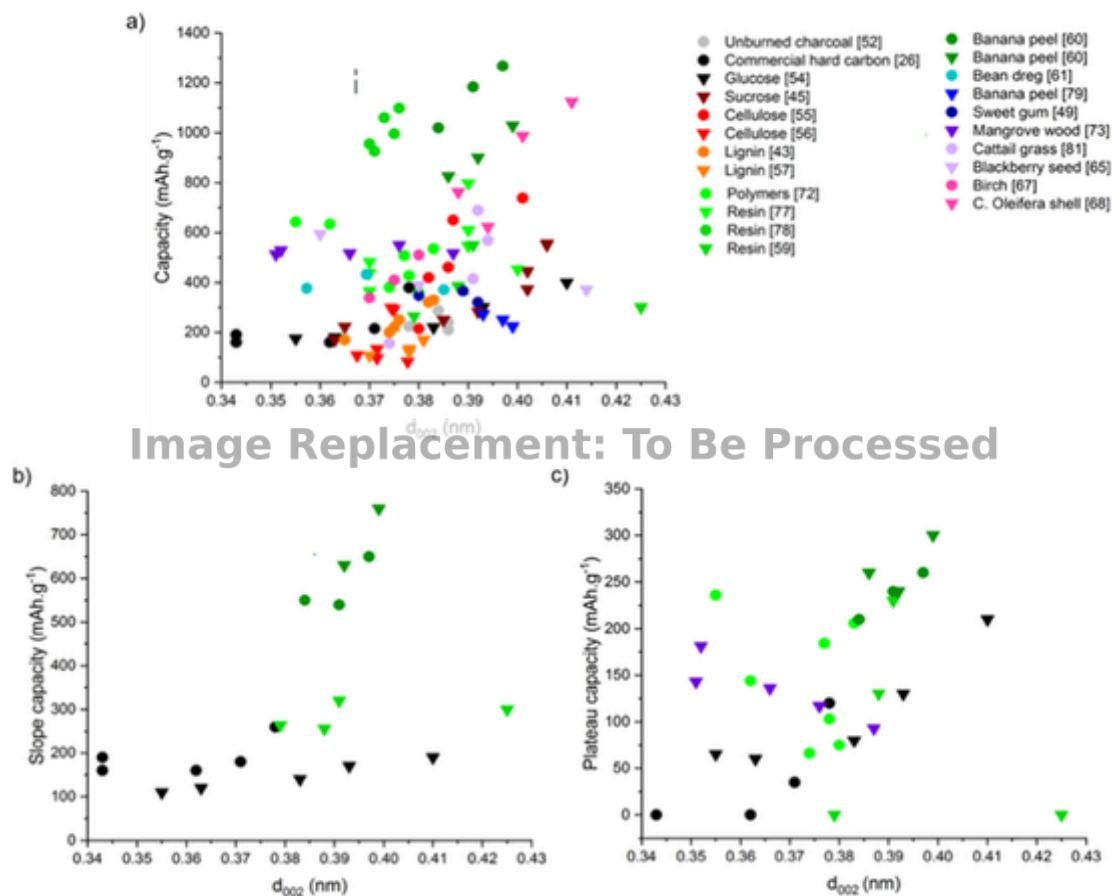 a)
1400
1200
1000
800
600
400
200
0
Capacity (mAh.g⁻¹)
0.34 0.35 0.36 0.37 0.38 0.39 0.40 0.41 0.42 0.43
d₀₀₂ (nm)
Unburned charcoal [52]
Commercial hard carbon [26]
Glucose [54]
Sucrose [45]
Cellulose [55]
Cellulose [56]
Lignin [43]
Lignin [57]
Polymers [72]
Resin [77]
Resin [78]
Resin [59]
Banana peel [60]
Banana peel [60]
Bean dreg [61]
Banana peel [79]
Sweet gum [49]
Mangrove wood [73]
Cattail grass [81]
Blackberry seed [65]
Birch [67]
C. Oleifera shell [68]
Image Replacement: To Be Processed
b)
800
700
600
500
400
300
200
100
0
Slope capacity (mAh.g⁻¹)
0.34 0.35 0.36 0.37 0.38 0.39 0.40 0.41 0.42 0.43
d₀₀₂ (nm)
c)
350
300
250
200
150
100
50
0
Plateau capacity (mAh.g⁻¹)
0.34 0.35 0.36 0.37 0.38 0.39 0.40 0.41 0.42 0.43
d₀₀₂ (nm)